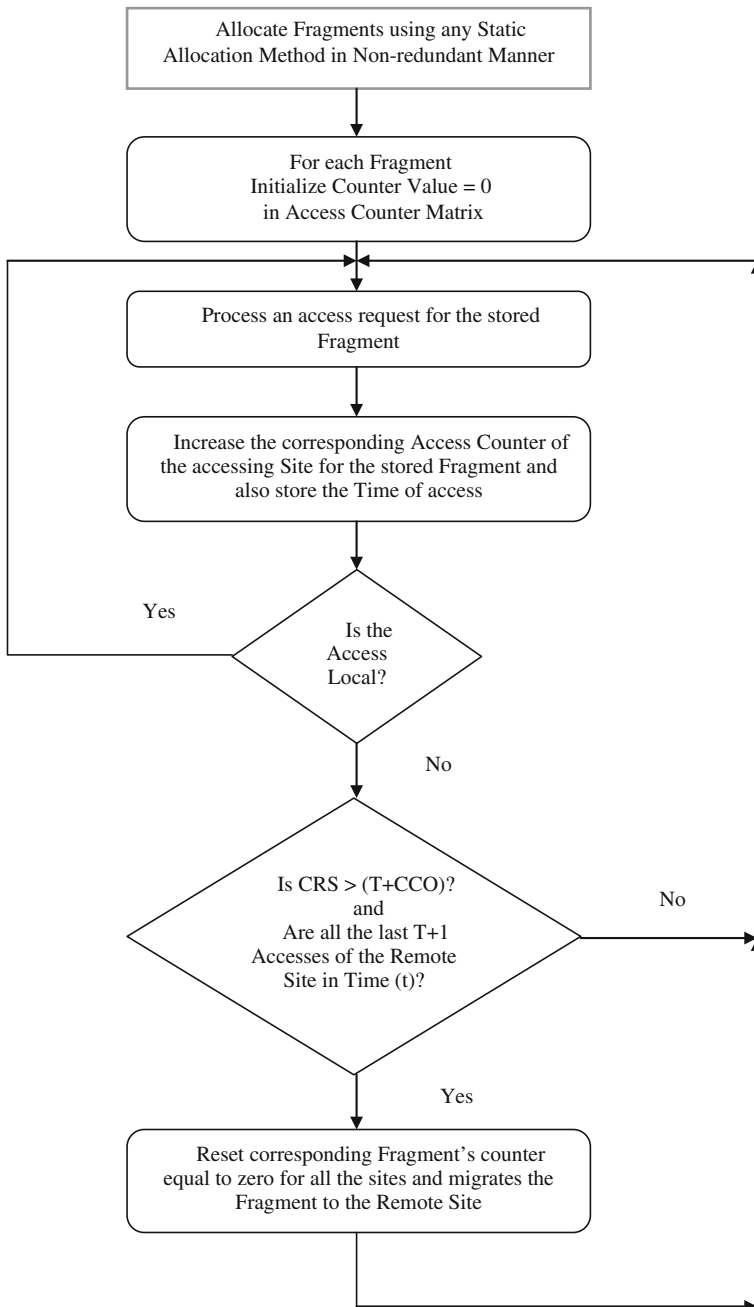 Allocate Fragments using any Static
Allocation Method in Non-redundant Manner
For each Fragment
Initialize Counter Value = 0
in Access Counter Matrix
Process an access request for the stored
Fragment
Increase the corresponding Access Counter of
the accessing Site for the stored Fragment and
also store the Time of access
Yes
Is the
Access
Local?
No
Is CRS > (T+CCO)?
and
Are all the last T+1
Accesses of the Remote
Site in Time (t)?
No
Yes
Reset corresponding Fragment's counter
equal to zero for all the sites and migrates the
Fragment to the Remote Site